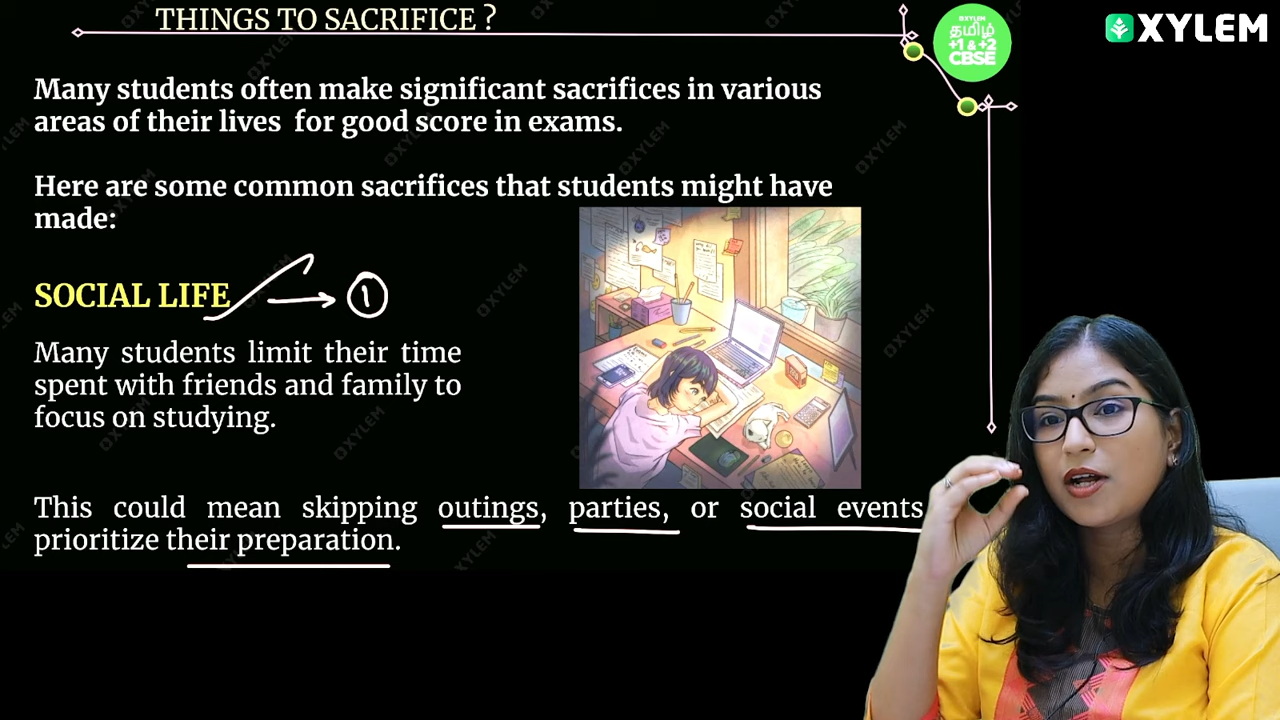 THINGS TO SACRIFICE ?
OXYLEM
தமிழ்
+1 & +2
CBSE
XYLEM
Many students often make significant sacrifices in various
areas of their lives for good score in exams.
Here are some common sacrifices that students might have
made:
SOCIAL LIFE → 1
Many students limit their time
spent with friends and family to
focus on studying.
This could mean skipping outings, parties, or social events
prioritize their preparation.